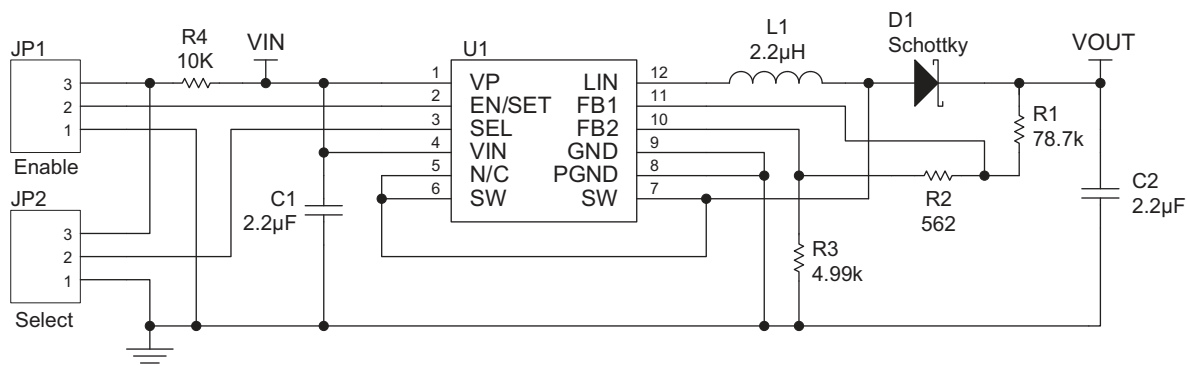 JP1
3
2
1
Enable
JP2
3
2
1
Select
R4
10K
VIN
C1
2.2µF
U1
1
2
3
4
5
6
VP
EN/SET
SEL
VIN
N/C
SW
LIN
FB1
FB2
GND
PGND
SW
12
11
10
9
8
7
L1
2.2µH
D1
Schottky
VOUT
R1
78.7k
R2
562
R3
4.99k
C2
2.2µF